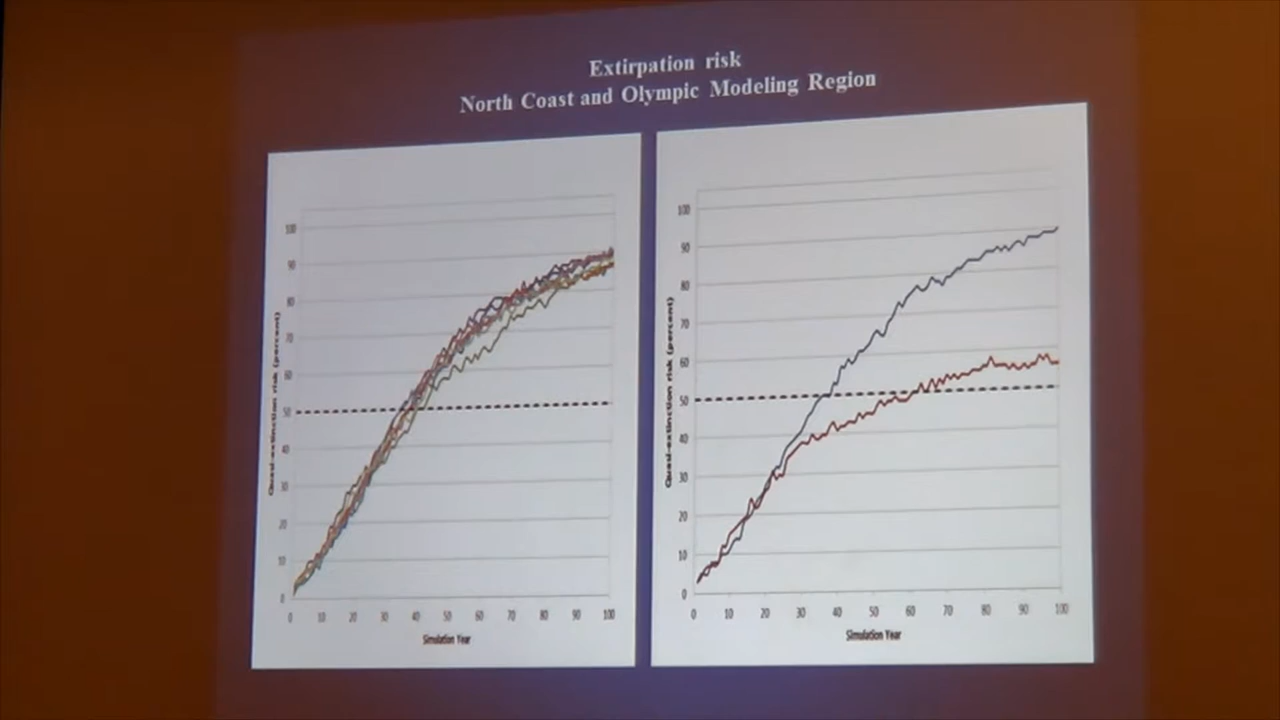 Extirpation risk
North Coast and Olympic Modeling Region
Quasi-extinction risk (percent)
100
90
80
70
60
50
40
30
20
10
0
0 10 20 30 40 50 60 70 80 90 100
Simulation Year
Quasi-extinction risk (percent)
100
90
80
70
60
50
40
30
20
10
0
0 10 20 30 40 50 60 70 80 90 100
Simulation Year